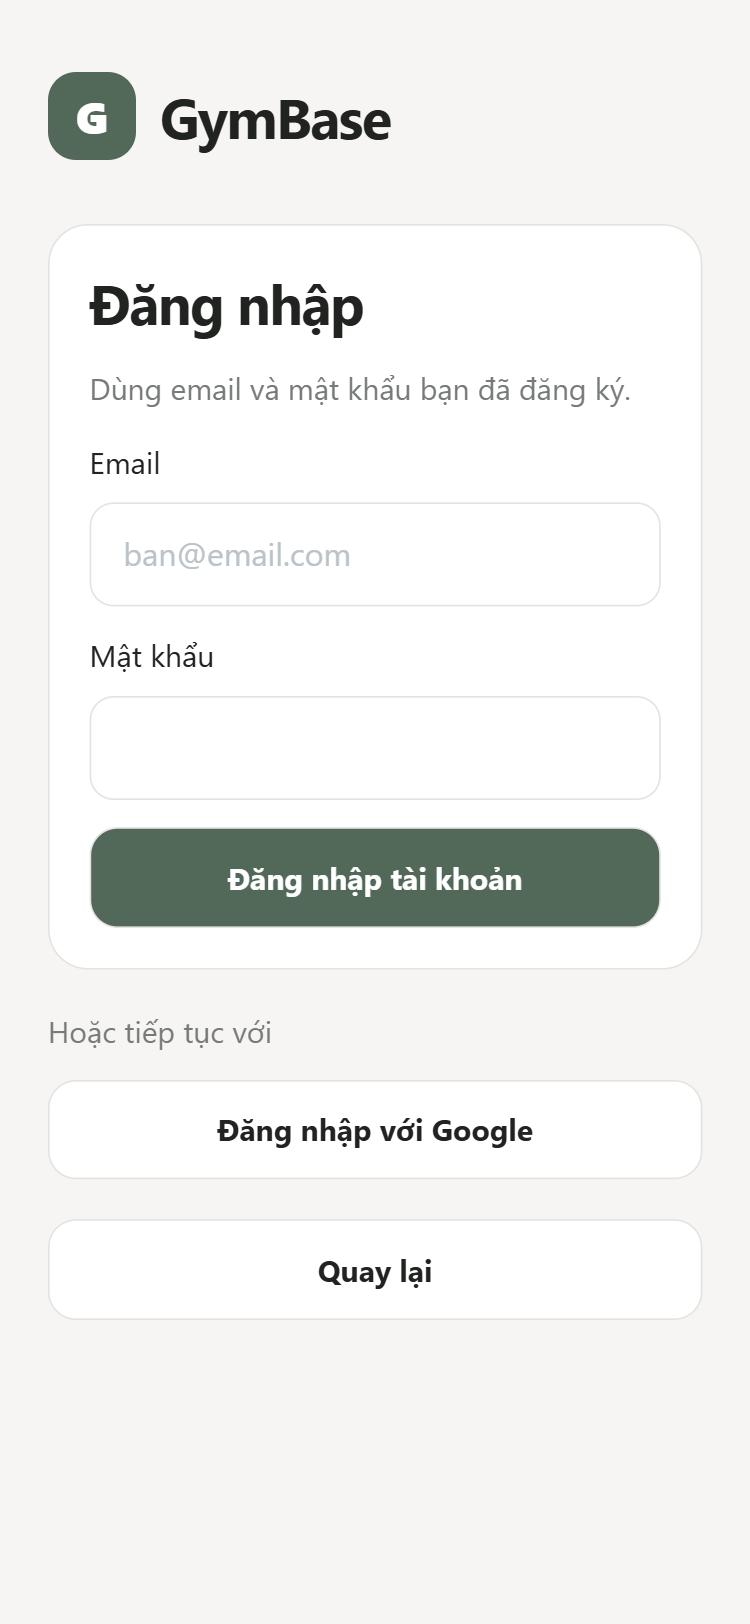 G
GymBase
Đăng nhập
Dùng email và mật khẩu bạn đã đăng ký.
Email
ban@email.com
Mật khẩu
Đăng nhập tài khoản
Hoặc tiếp tục với
Đăng nhập với Google
Quay lại